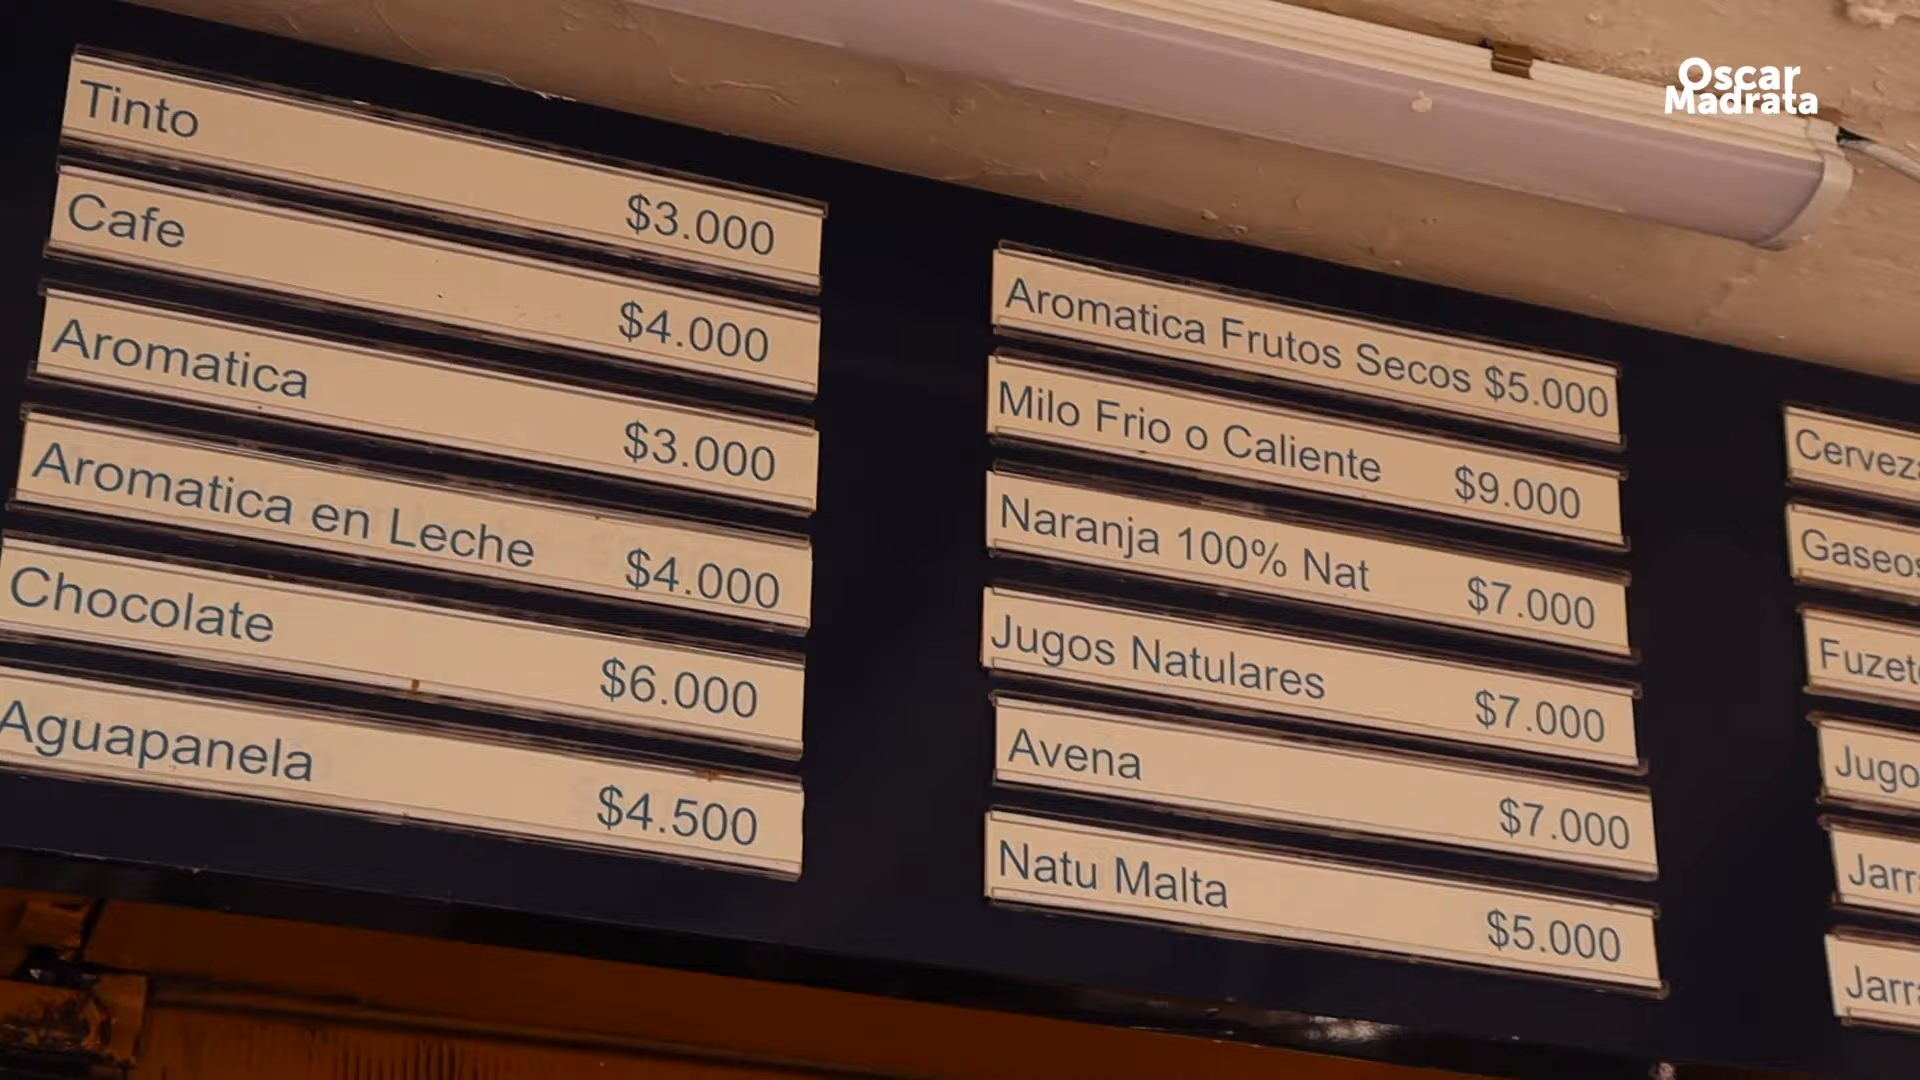 Oscar
Madrata
Tinto $3.000
Cafe $4.000
Aromatica $3.000
Aromatica en Leche $4.000
Chocolate $6.000
Aguapanela $4.500
Aromatica Frutos Secos $5.000
Milo Frio o Caliente $9.000
Naranja 100% Nat $7.000
Jugos Natulares $7.000
Avena $7.000
Natu Malta $5.000